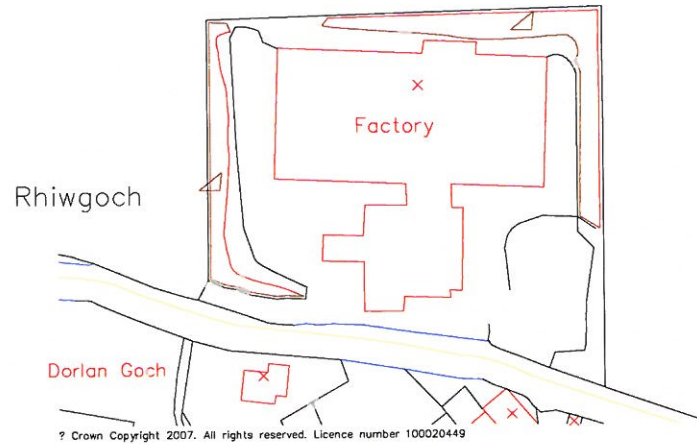 Factory
Rhiwgoch
Dorlan Goch
? Crown Copyright 2007. All rights reserved. Licence number 100020449